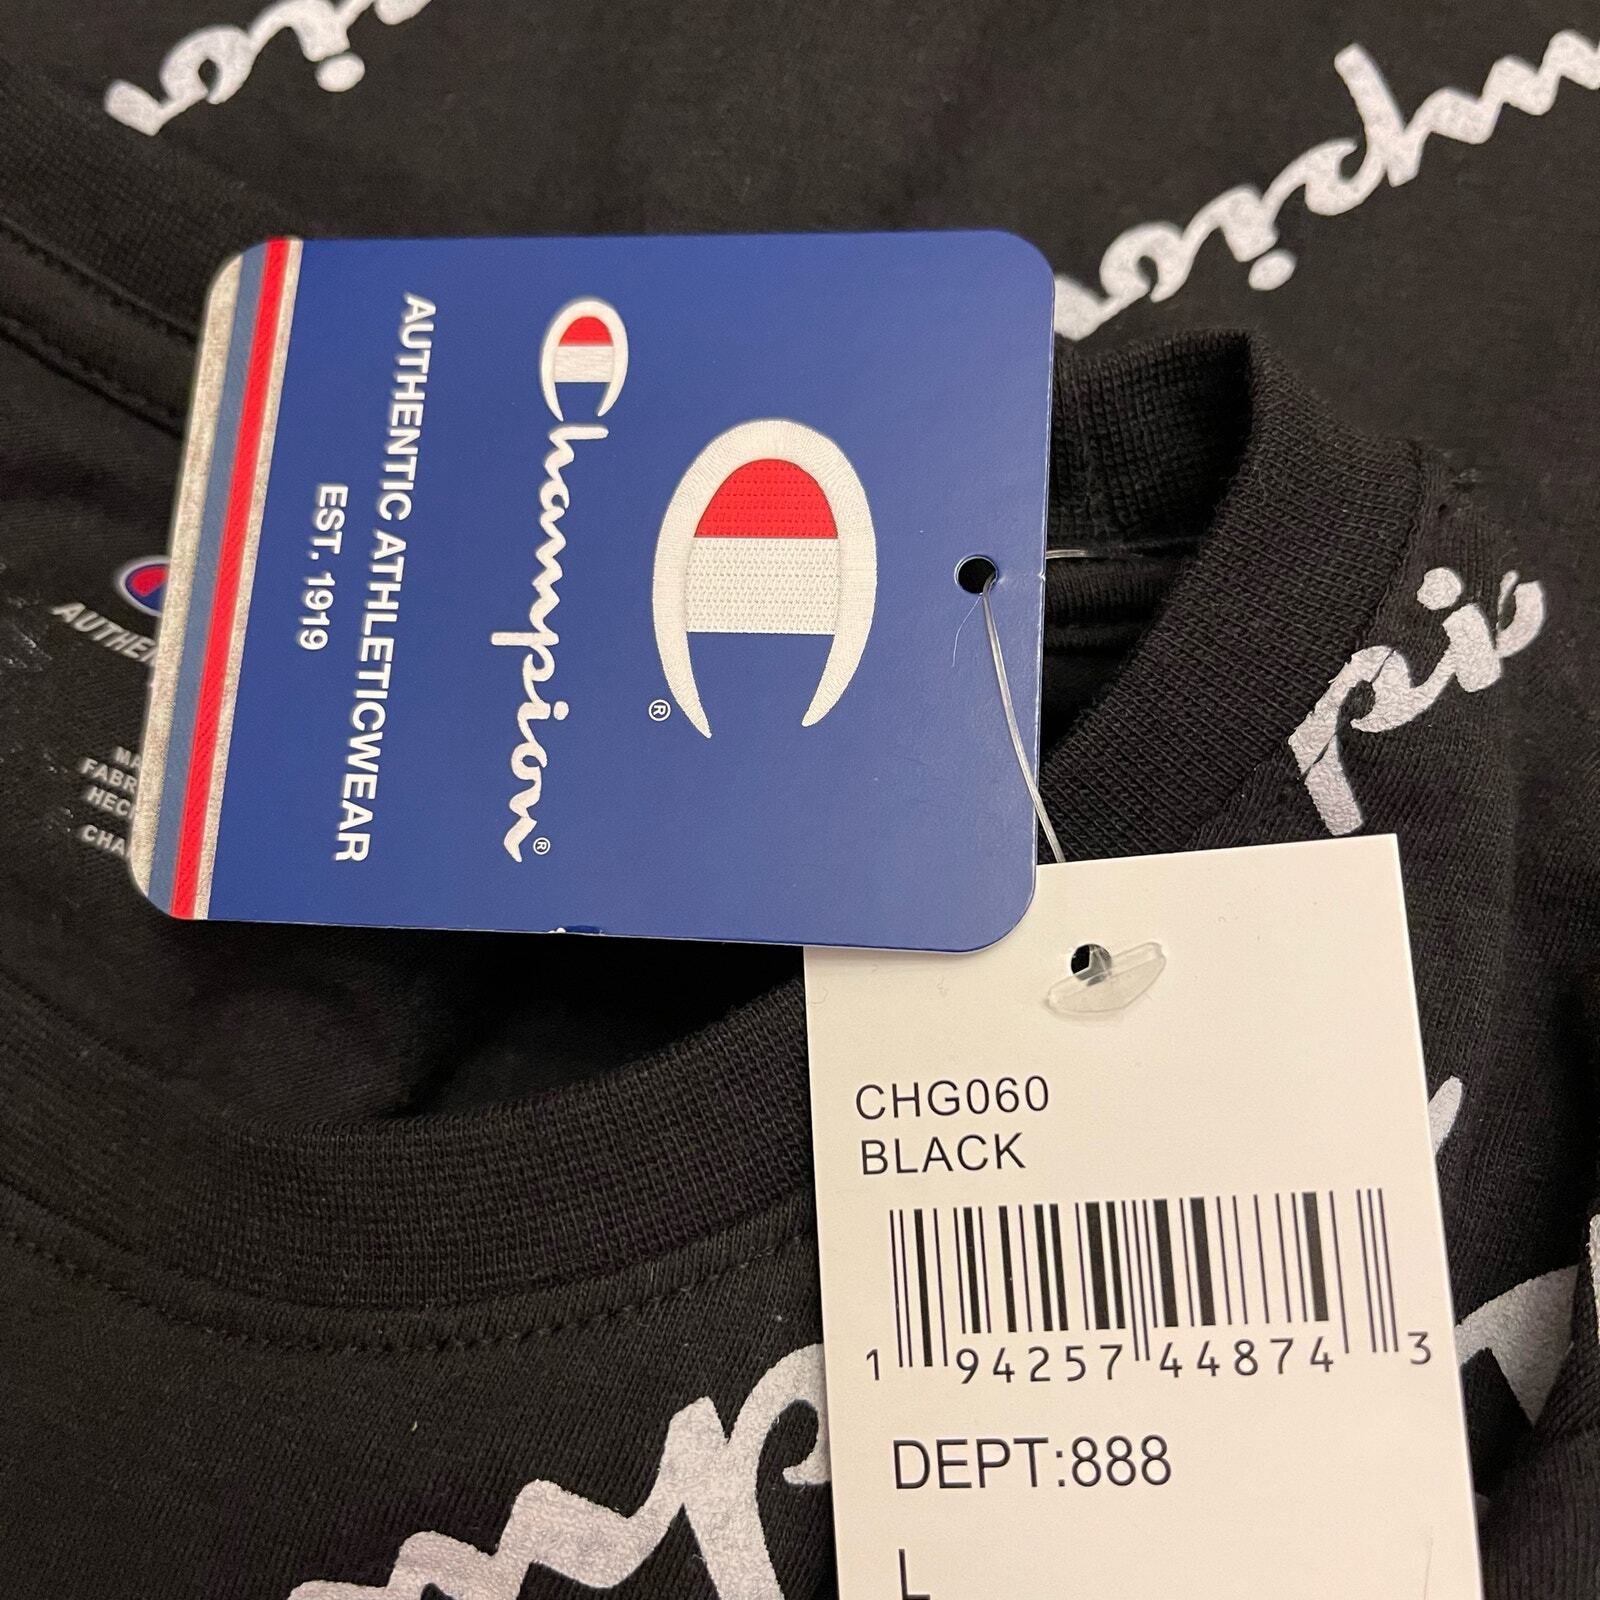 Champion®
®
AUTHENTIC ATHLETICWEAR
EST. 1919
CHG060
BLACK
1 94257 44874 3
DEPT:888
L